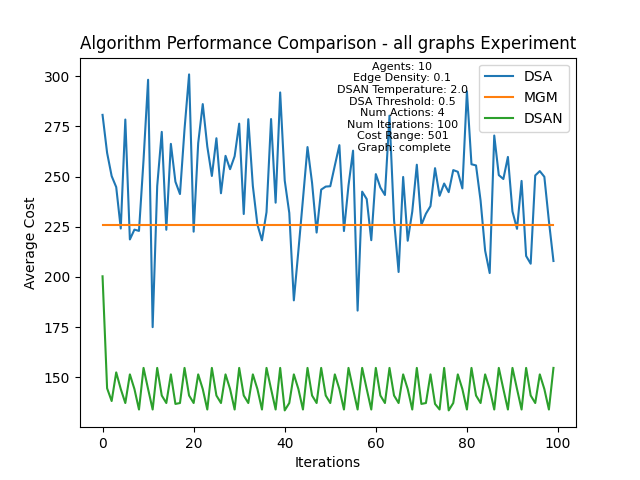 Algorithm Performance Comparison - all graphs Experiment
Agents: 10
Edge Density: 0.1
DSAN Temperature: 2.0
DSA Threshold: 0.5
Num Actions: 4
Num Iterations: 100
Cost Range: 501
Graph: complete
DSA
MGM
DSAN
Average Cost
300
275
250
225
200
175
150
0 20 40 60 80 100
Iterations